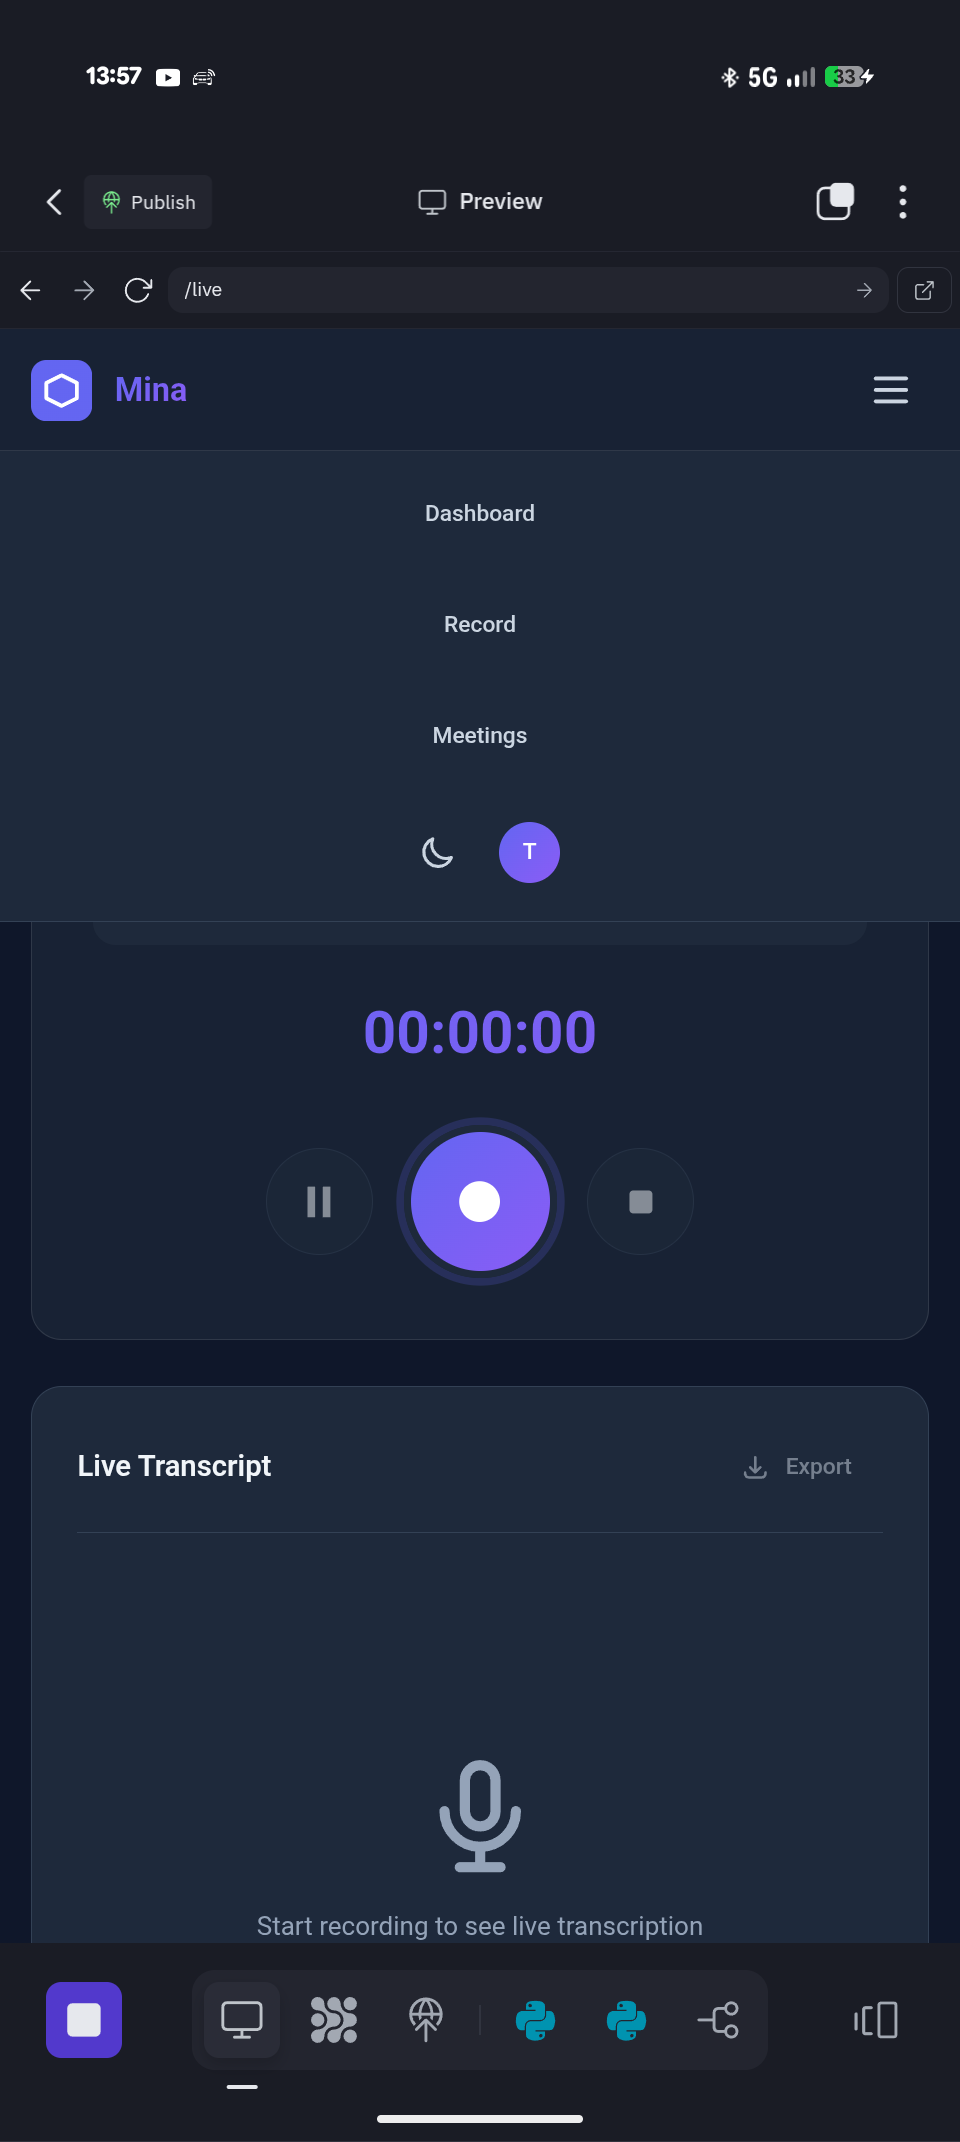 13:57
5G
33
Publish
Preview
/live
Mina
Dashboard
Record
Meetings
T
00:00:00
Live Transcript
Export
Start recording to see live transcription